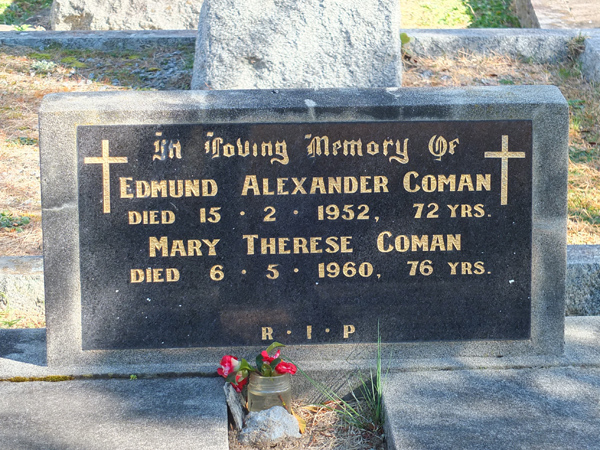 In Loving Memory Of
EDMUND ALEXANDER COMAN
DIED 15 · 2 · 1952, 72 YRS.
MARY THERESE COMAN
DIED 6 · 5 · 1960, 76 YRS.
R · I · P